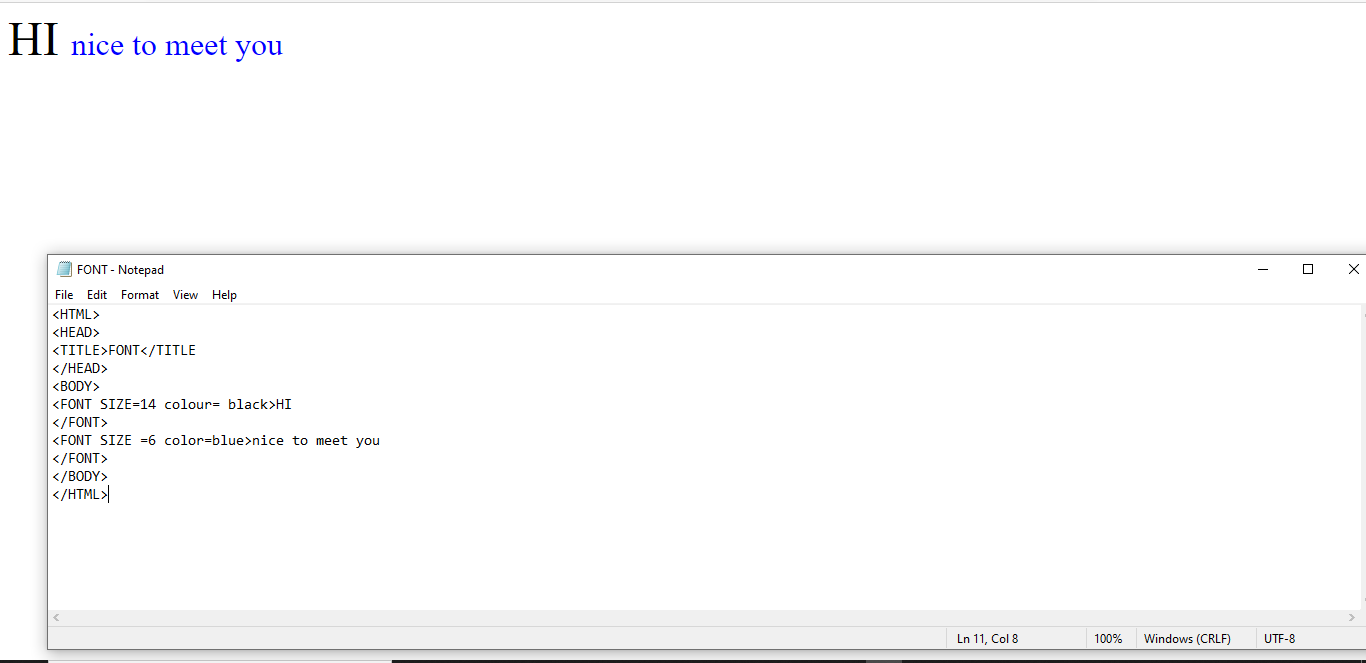 HI nice to meet you
FONT - Notepad
File Edit Format View Help
<HTML>
<HEAD>
<TITLE>FONT</TITLE
</HEAD>
<BODY>
<FONT SIZE=14 colour= black>HI
</FONT>
<FONT SIZE =6 color=blue>nice to meet you
</FONT>
</BODY>
</HTML>
Ln 11, Col 8 100% Windows (CRLF) UTF-8